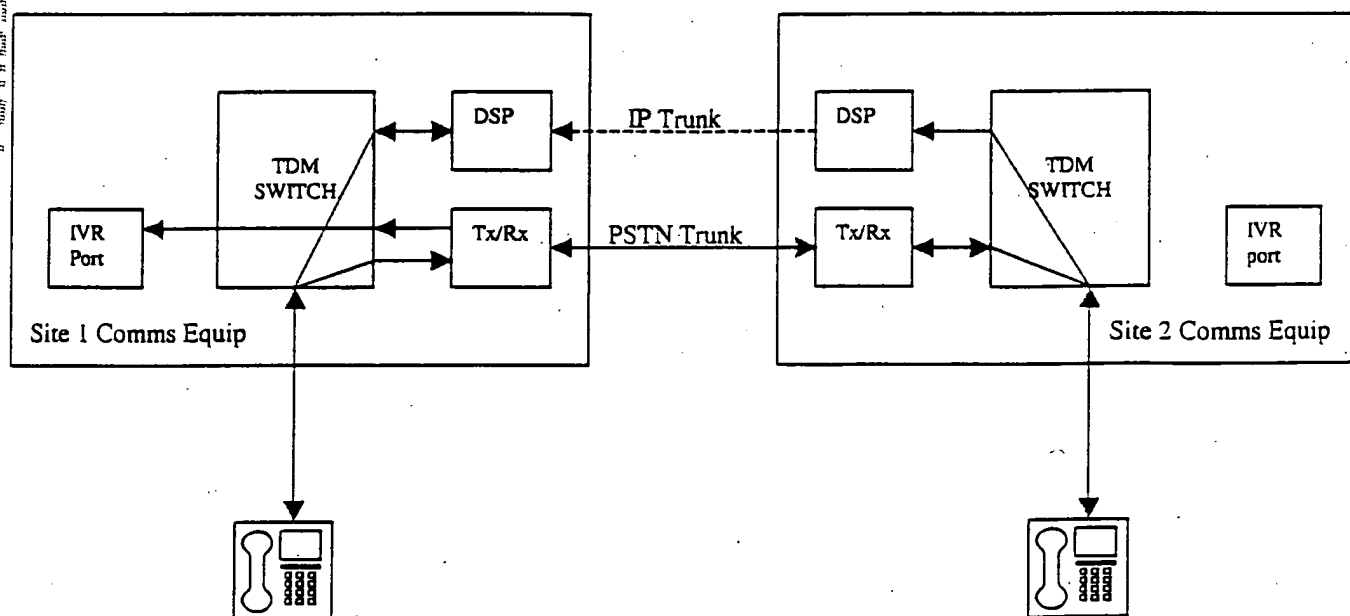 DSP
IP Trunk
DSP
TDM
SWITCH
TDM
SWITCH
IVR
Port
Tx/Rx
PSTN Trunk
Tx/Rx
IVR
port
Site 1 Comms Equip
Site 2 Comms Equip